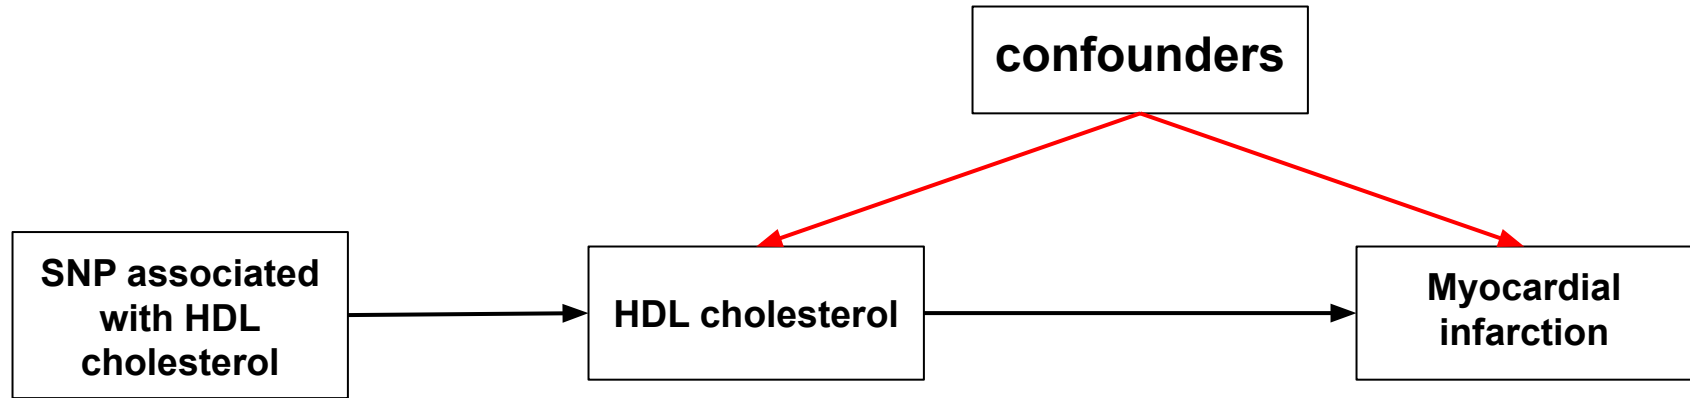 confounders
SNP associated
with HDL
cholesterol
HDL cholesterol
Myocardial
infarction